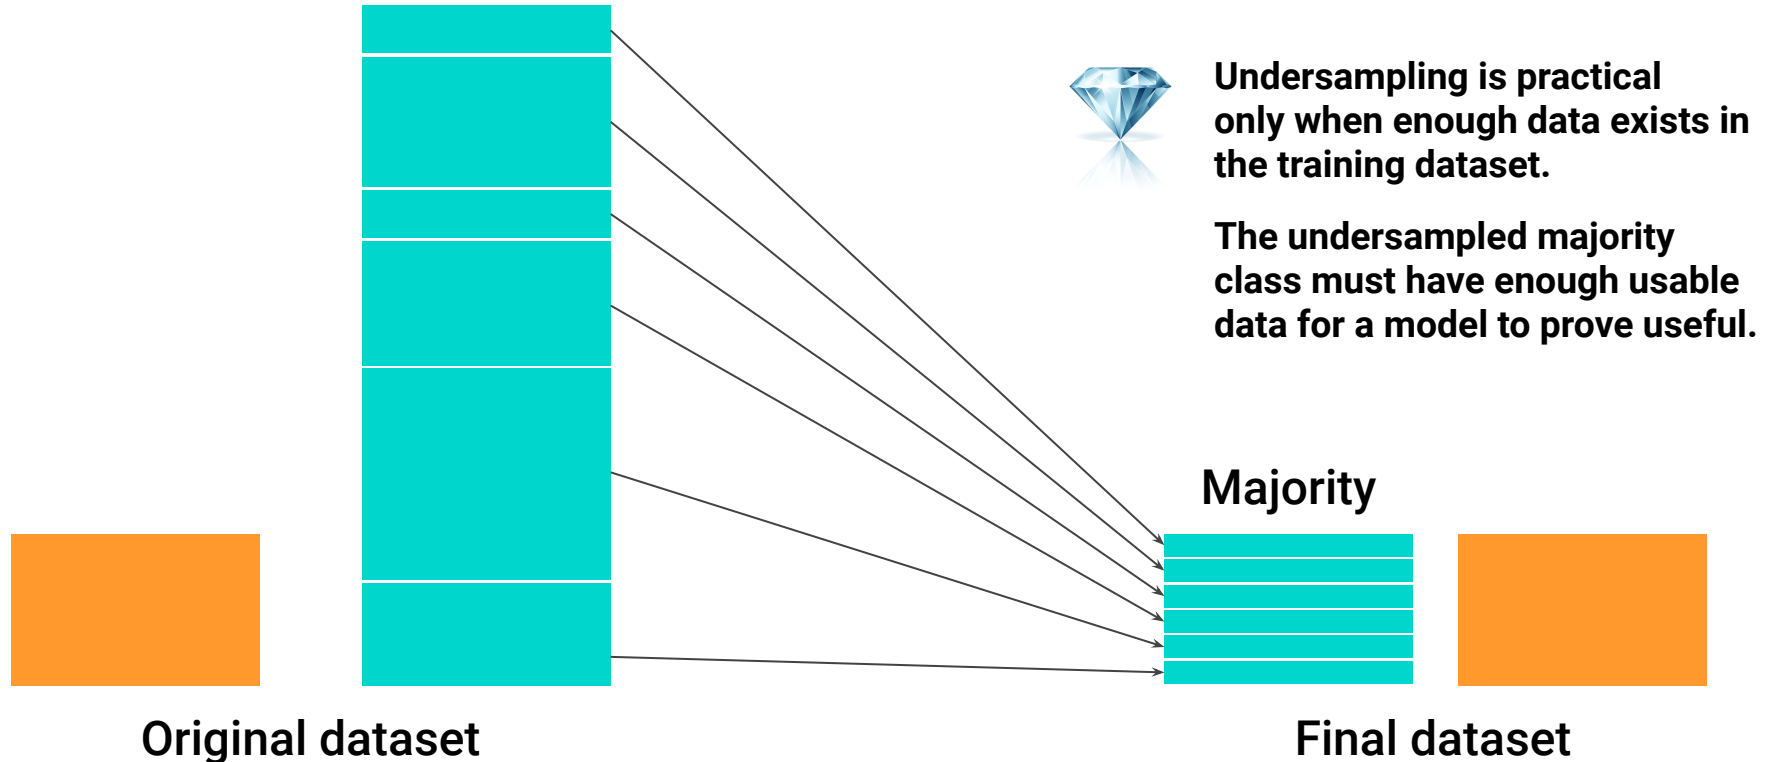 Undersampling is practical
only when enough data exists in
the training dataset.
The undersampled majority
class must have enough usable
data for a model to prove useful.
Majority
Original dataset
Final dataset